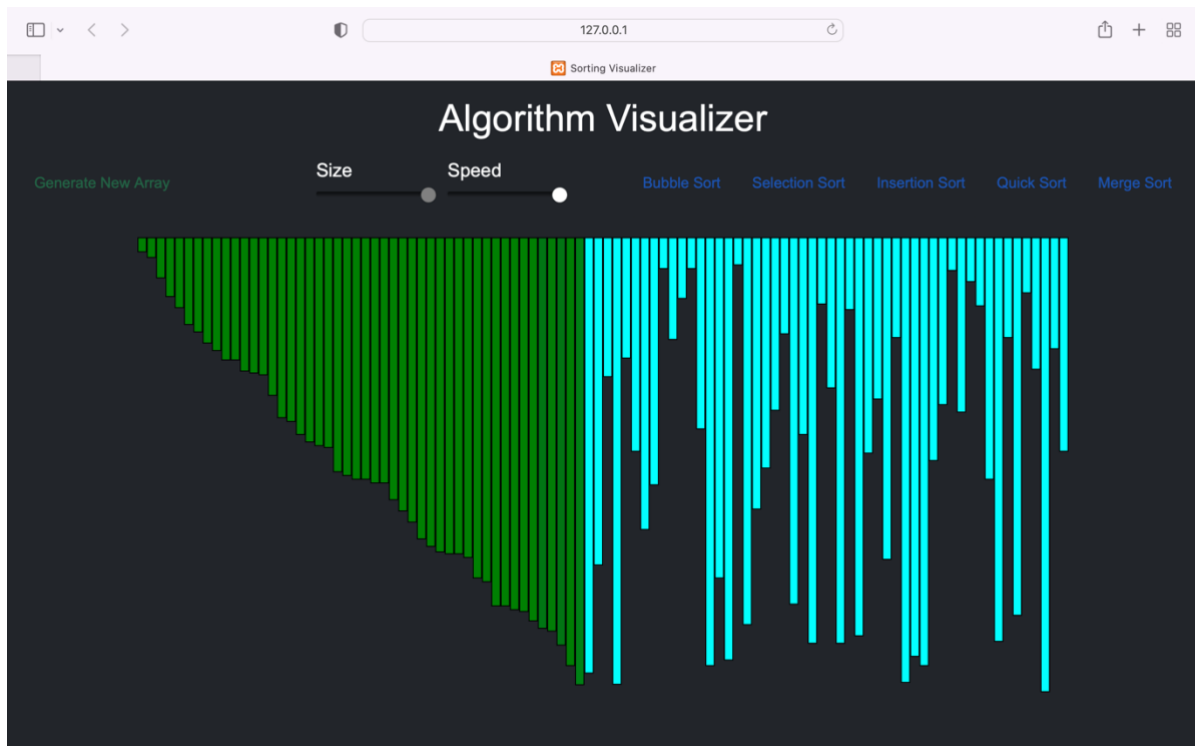 127.0.0.1
Sorting Visualizer
Algorithm Visualizer
Generate New Array
Size
Speed
Bubble Sort
Selection Sort
Insertion Sort
Quick Sort
Merge Sort